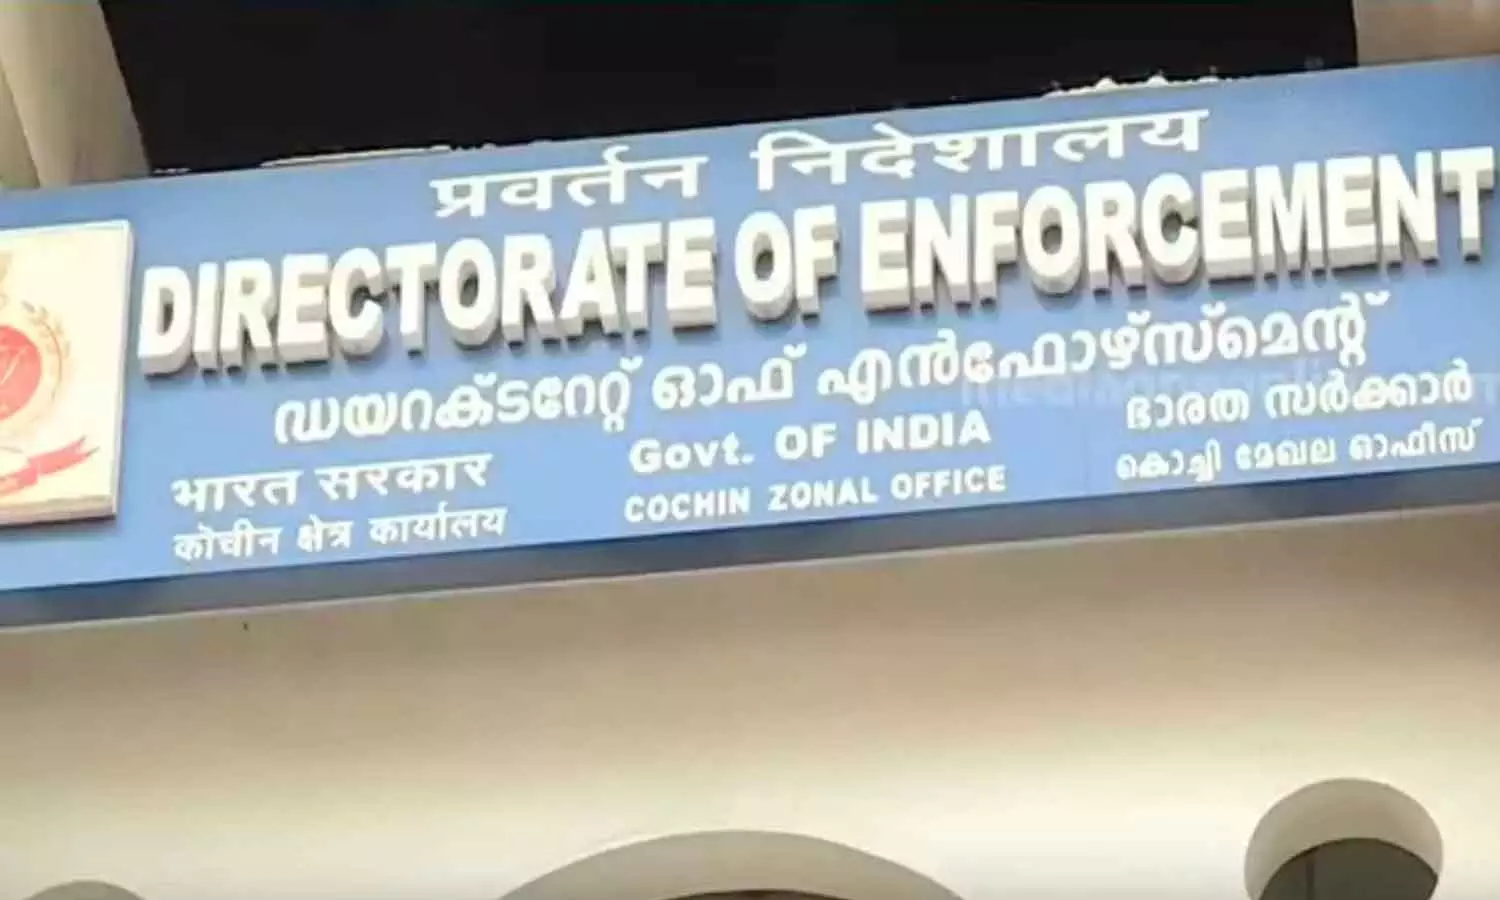 प्रवर्तन निदेशालय
DIRECTORATE OF ENFORCEMENT
ഡയറക്ടറേറ്റ് ഓഫ് എൻഫോഴ്സ്മെന്റ്
भारत सरकार
Govt. OF INDIA
ഭാരത സർക്കാർ
कोचीन क्षेत्र कार्यालय
COCHIN ZONAL OFFICE
കൊച്ചി മേഖല ഓഫീസ്